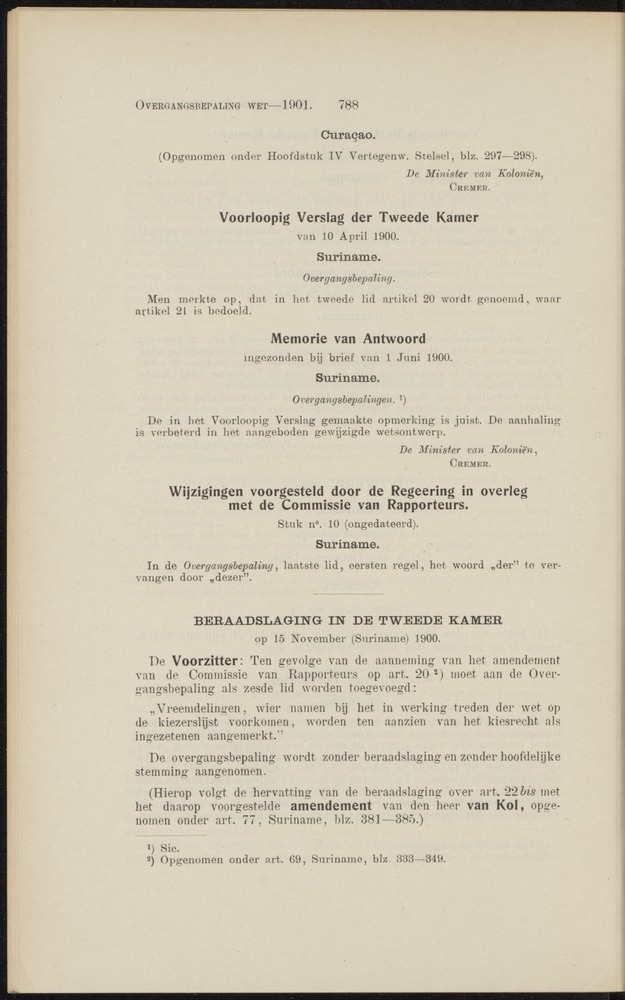 OVERGANGSBEPALING WET—1901. 788
Curaçao.
(Opgenomen onder Hoofdstuk IV Vertegenw. Stelsel, blz. 297—298).
De Minister van Koloniën,
CREMER.
Voorloopig Verslag der Tweede Kamer
van 10 April 1900.
Suriname.
Overgangsbepaling.
Men merkte op, dat in het tweede lid artikel 20 wordt genoemd, waar
artikel 21 is bedoeld.
Memorie van Antwoord
ingezonden bij brief van 1 Juni 1900.
Suriname.
Overgangsbepalingen. ¹)
De in het Voorloopig Verslag gemaakte opmerking is juist. De aanhaling
is verbeterd in het aangeboden gewijzigde wetsontwerp.
De Minister van Koloniën,
CREMER.
Wijzigingen voorgesteld door de Regeering in overleg
met de Commissie van Rapporteurs.
Stuk nº. 10 (ongedateerd).
Suriname.
In de Overgangsbepaling, laatste lid, eersten regel, het woord „der” te ver-
vangen door „dezer”.
BERAADSLAGING IN DE TWEEDE KAMER
op 15 November (Suriname) 1900.
De Voorzitter: Ten gevolge van de aanneming van het amendement
van de Commissie van Rapporteurs op art. 20 ²) moet aan de Over-
gangsbepaling als zesde lid worden toegevoegd:
„Vreemdelingen, wier namen bij het in werking treden der wet op
de kiezerslijst voorkomen, worden ten aanzien van het kiesrecht als
ingezetenen aangemerkt.”
De overgangsbepaling wordt zonder beraadslaging en zonder hoofdelijke
stemming aangenomen.
(Hierop volgt de hervatting van de beraadslaging over art. 22 bis met
het daarop voorgestelde amendement van den heer van Kol, opge-
nomen onder art. 77, Suriname, blz. 381—385.)
¹) Sic.
²) Opgenomen onder art. 69, Suriname, blz. 333—349.